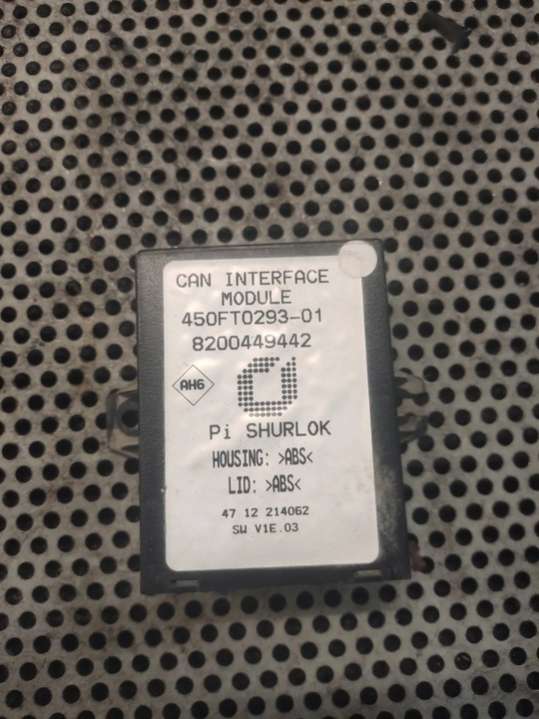 CAN INTERFACE
MODULE
450FT0293-01
8200449442
AH6
Pi SHURLOK
HOUSING: >ABS<
LID: >ABS<
47 12 214062
SW V1E.03